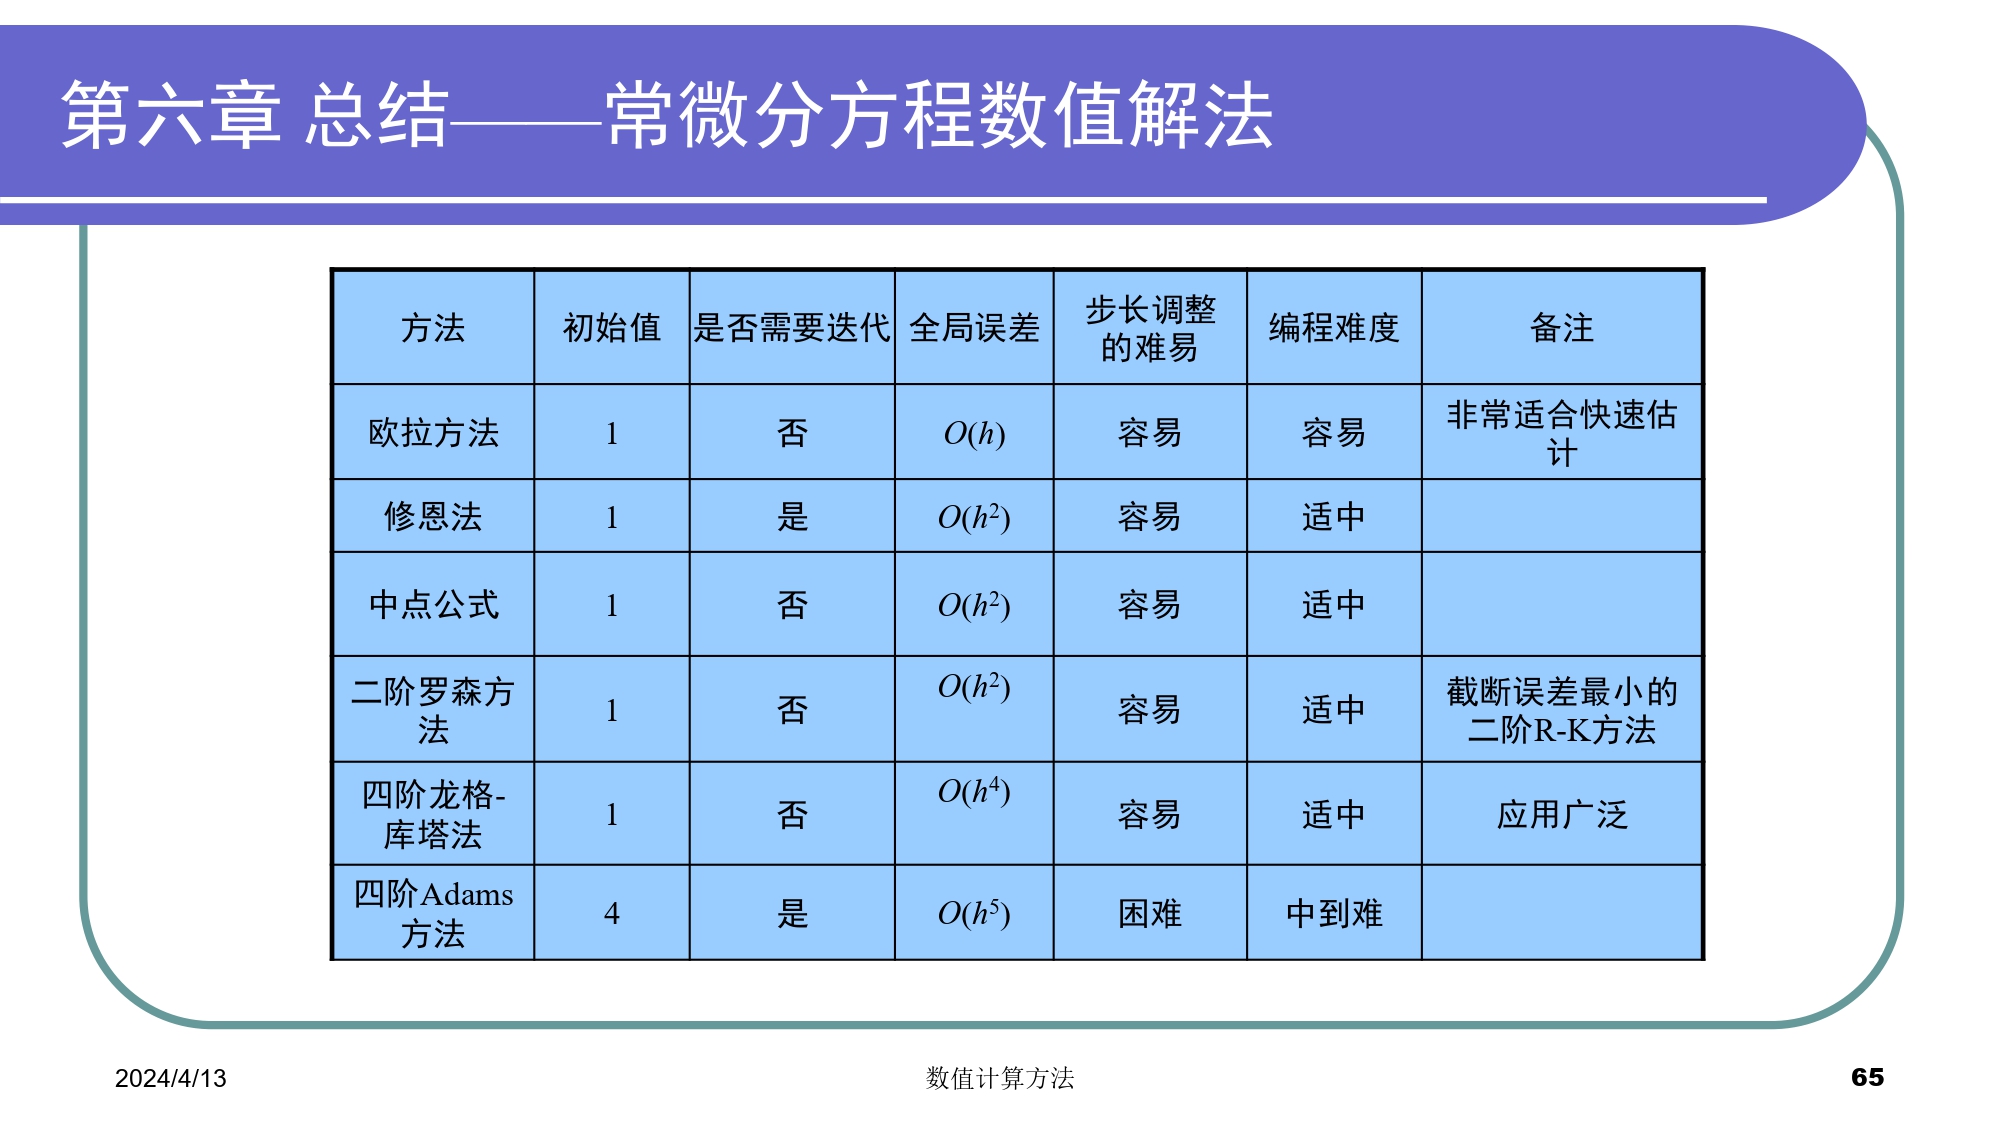 第六章 总结——常微分方程数值解法
方法 初始值 是否需要迭代 全局误差 步长调整的难易 编程难度 备注
欧拉方法 1 否 O(h) 容易 容易 非常适合快速估计
修恩法 1 是 O(h²) 容易 适中
中点公式 1 否 O(h²) 容易 适中
二阶罗森方法 1 否 O(h²) 容易 适中 截断误差最小的二阶R-K方法
四阶龙格-库塔法 1 否 O(h⁴) 容易 适中 应用广泛
四阶Adams方法 4 是 O(h⁵) 困难 中到难
2024/4/13 数值计算方法 65